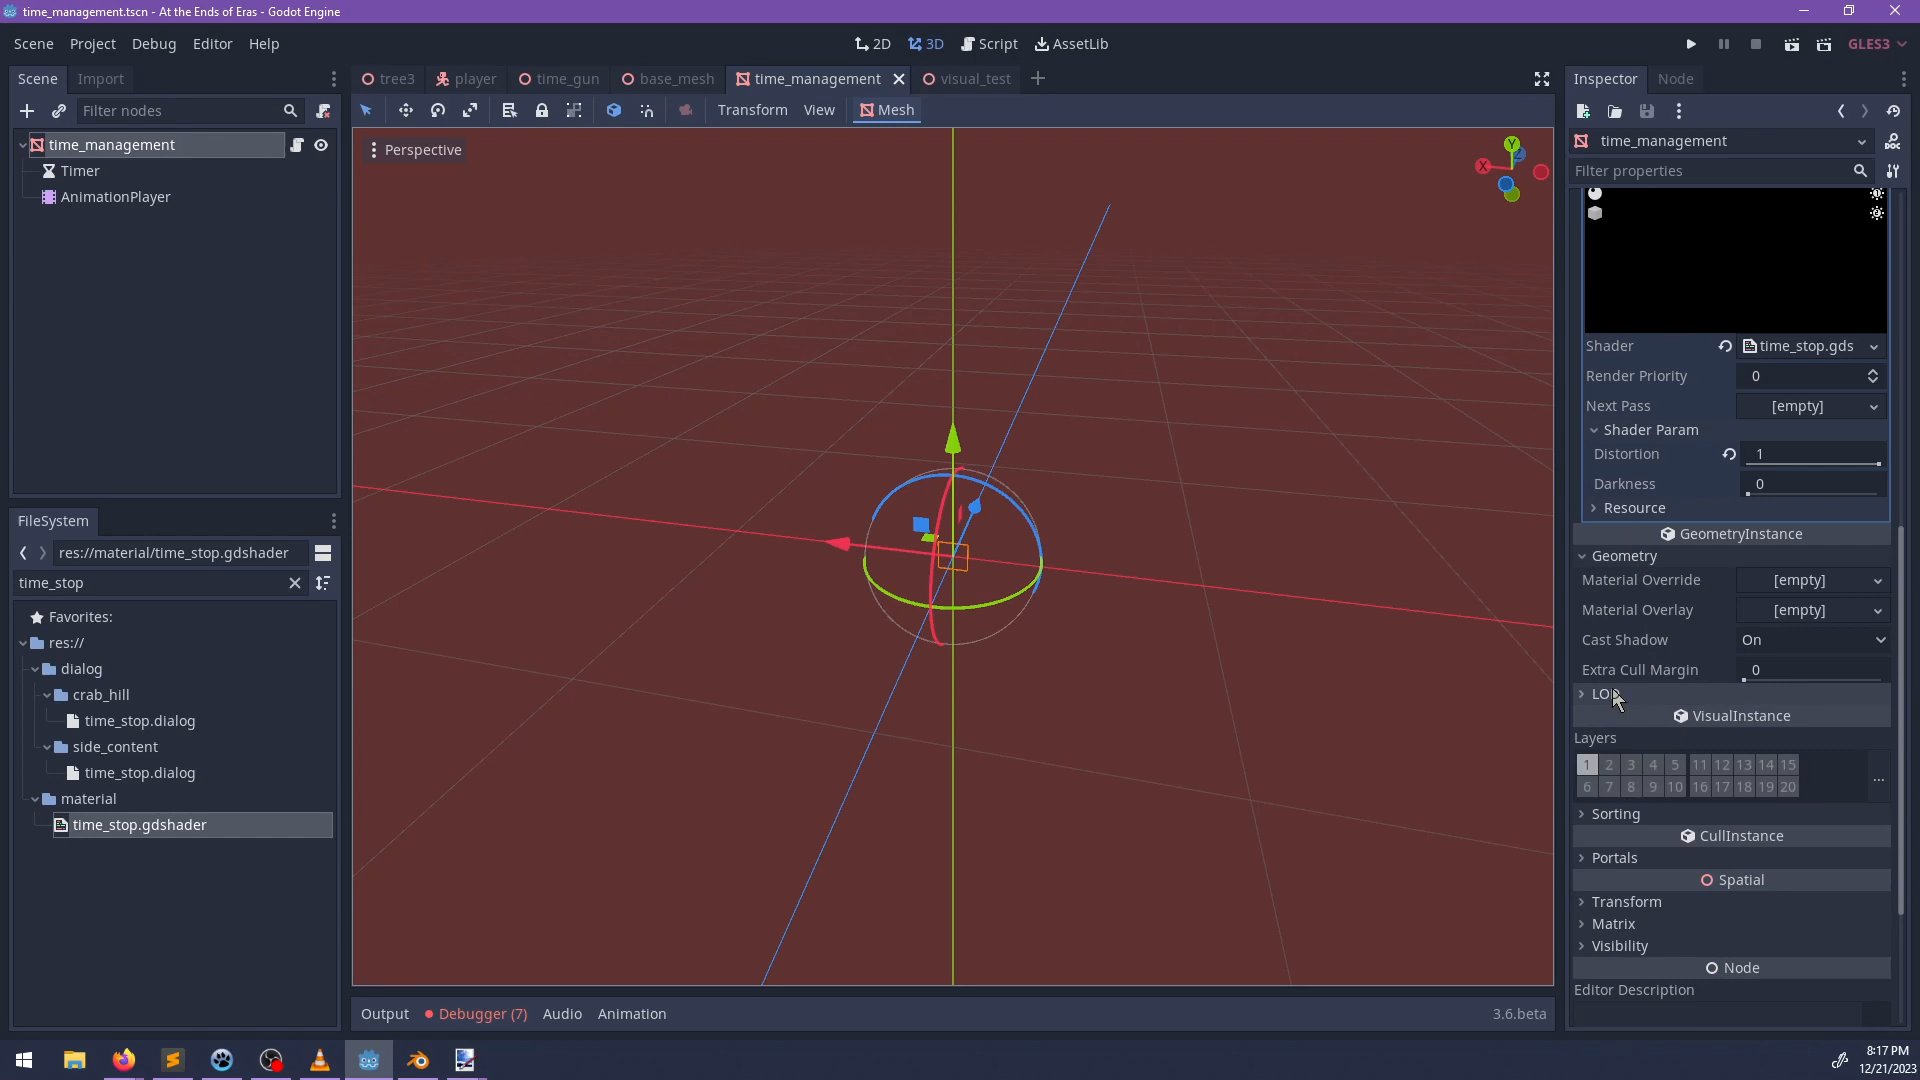 time_management.tscn - At the Ends of Eras - Godot Engine
Scene Project Debug Editor Help
2D 3D Script AssetLib
GLES3
Scene Import
tree3 player time_gun base_mesh time_management visual_test
Inspector Node
Filter nodes
Transform View Mesh
time_management
Timer
AnimationPlayer
Perspective
Y
X
Z
time_management
Filter properties
Shader time_stop.gds
Render Priority 0
Next Pass [empty]
Shader Param
Distortion 1
Darkness 0
Resource
GeometryInstance
Geometry
Material Override [empty]
Material Overlay [empty]
Cast Shadow On
Extra Cull Margin 0
LOD
VisualInstance
Layers
1 2 3 4 5 11 12 13 14 15
6 7 8 9 10 16 17 18 19 20
...
Sorting
CullInstance
Portals
Spatial
Transform
Matrix
Visibility
Node
Editor Description
FileSystem
res://material/time_stop.gdshader
time_stop
Favorites:
res://
dialog
crab_hill
time_stop.dialog
side_content
time_stop.dialog
material
time_stop.gdshader
Output Debugger (7) Audio Animation
3.6.beta
8:17 PM
12/21/2023